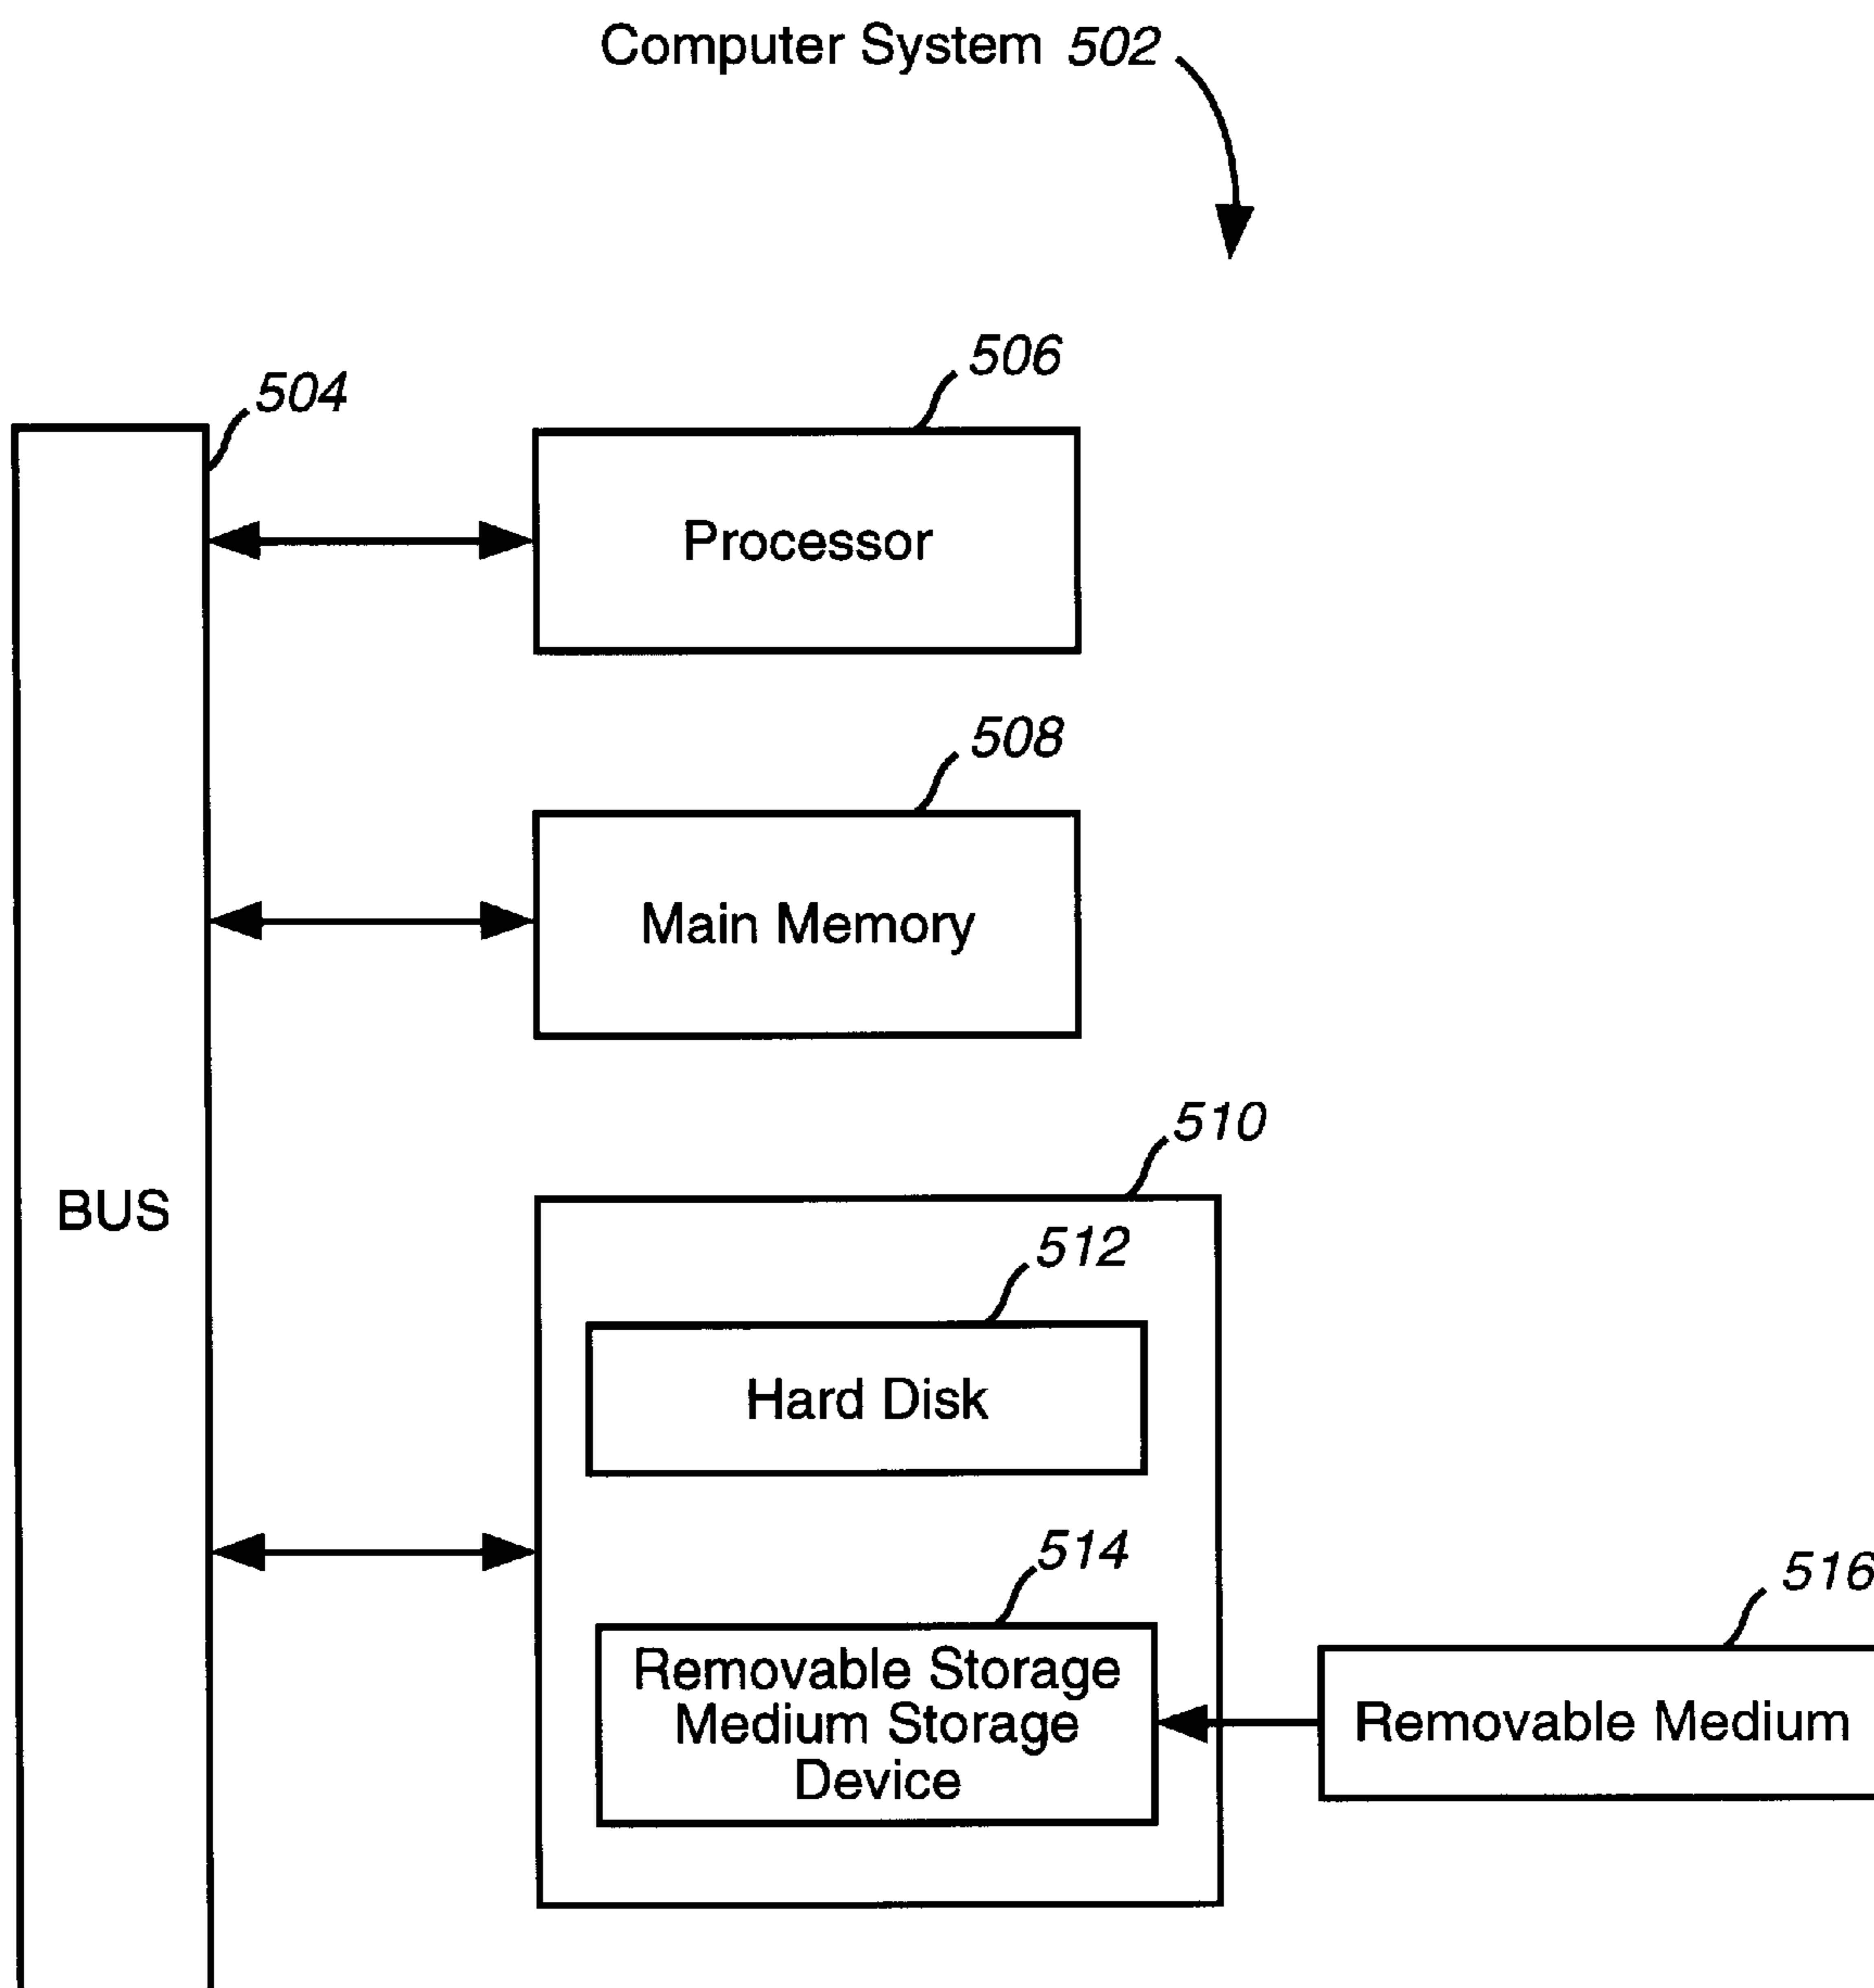 Computer System 502
504
506
Processor
508
Main Memory
BUS
510
512
Hard Disk
514
Removable Storage
Medium Storage
Device
516
Removable Medium